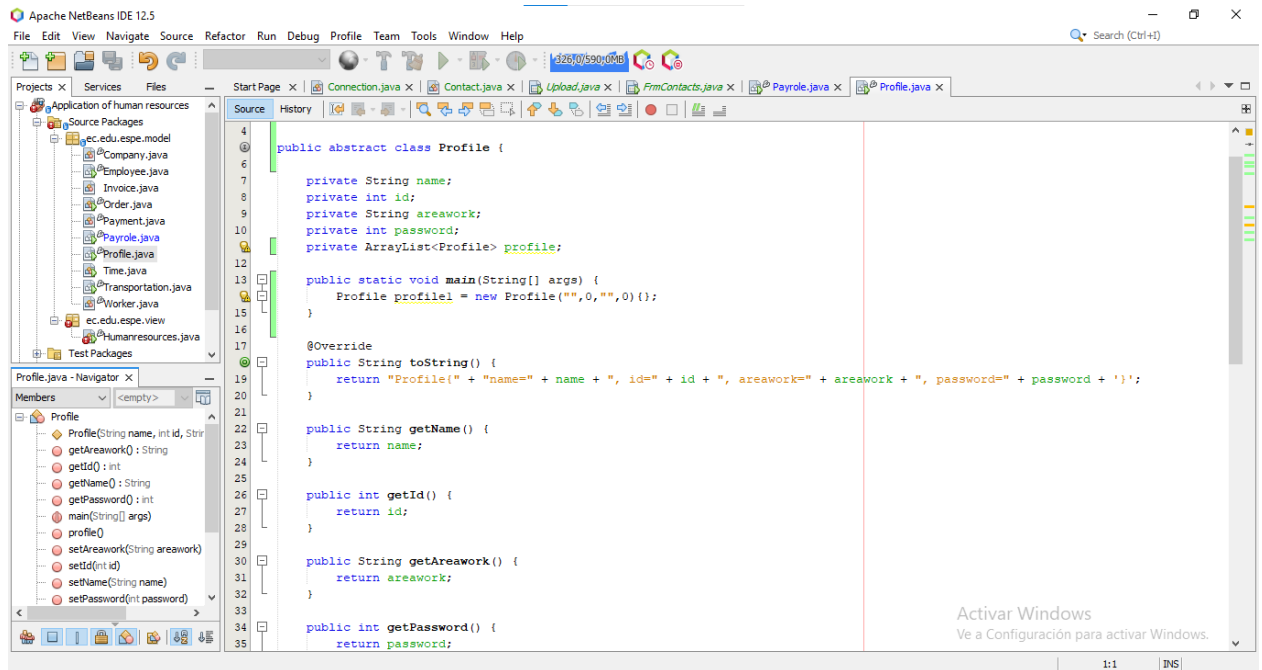 Apache NetBeans IDE 12.5
File Edit View Navigate Source Refactor Run Debug Profile Team Tools Window Help
Search (Ctrl+I)
326,0/590,0MB
Projects Services Files
Start Page Connection.java Contact.java Upload.java FrmContacts.java Payrole.java Profile.java
Application of human resources
Source Packages
ec.edu.espe.model
Company.java
Employee.java
Invoice.java
Order.java
Payment.java
Payrole.java
Profile.java
Time.java
Transportation.java
Worker.java
ec.edu.espe.view
Humanresources.java
Test Packages
Profile.java - Navigator
Members <empty>
Profile
Profile(String name, int id, Strir
getAreawork() : String
getId() : int
getName() : String
getPassword() : int
main(String[] args)
profile()
setAreawork(String areawork)
setId(int id)
setName(String name)
setPassword(int password)
Source History
4
public abstract class Profile {
6
7 private String name;
8 private int id;
9 private String areawork;
10 private int password;
private ArrayList<Profile> profile;
12
13 public static void main(String[] args) {
Profile profile1 = new Profile("",0,"",0){};
15 }
16
17 @Override
public String toString() {
19 return "Profile{" + "name=" + name + ", id=" + id + ", areawork=" + areawork + ", password=" + password + '}';
20 }
21
22 public String getName() {
23 return name;
24 }
25
26 public int getId() {
27 return id;
28 }
29
30 public String getAreawork() {
31 return areawork;
32 }
33
34 public int getPassword() {
35 return password;
Activar Windows
Ve a Configuración para activar Windows.
1:1 INS